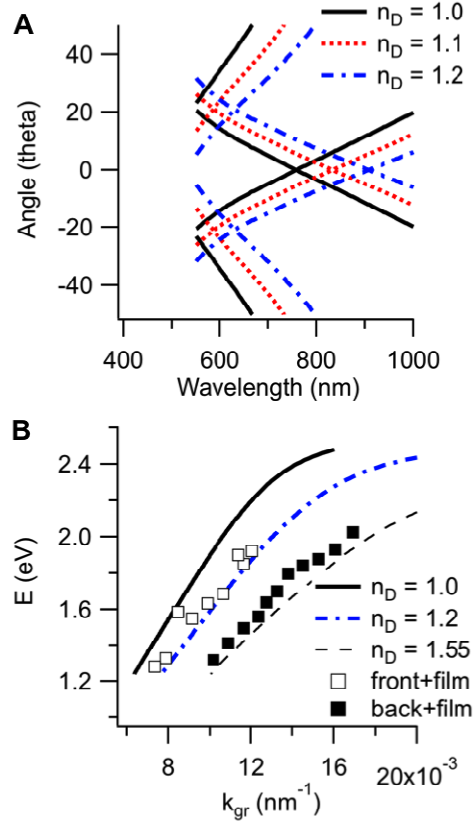 A
n_D = 1.0
n_D = 1.1
n_D = 1.2
Angle (theta)
40
20
0
-20
-40
400 600 800 1000
Wavelength (nm)
B
E (eV)
2.4
2.0
1.6
1.2
n_D = 1.0
n_D = 1.2
n_D = 1.55
front+film
back+film
8 12 16 20x10⁻³
k_gr (nm⁻¹)